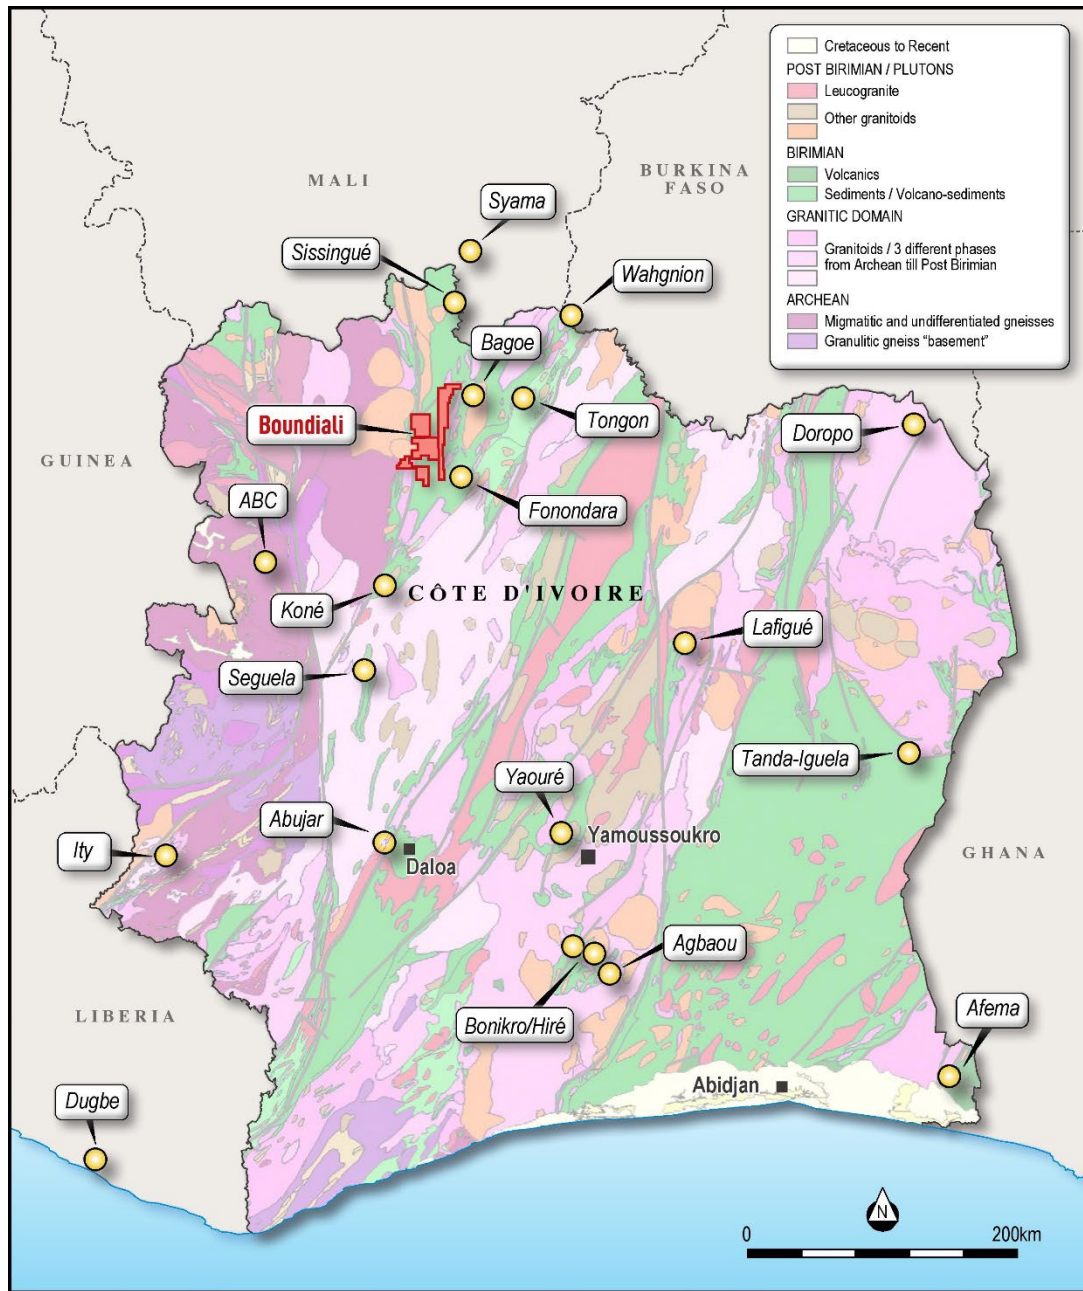 Cretaceous to Recent
POST BIRIMIAN / PLUTONS
Leucogranite
Other granitoids
BIRIMIAN
Volcanics
Sediments / Volcano-sediments
GRANITIC DOMAIN
Granitoids / 3 different phases
from Archean till Post Birimian
ARCHEAN
Migmatitic and undifferentiated gneisses
Granulitic gneiss “basement”
MALI
BURKINA
FASO
Syama
Sissingué
Wahgnion
Bagoe
Boundiali
Tongon
Doropo
GUINEA
ABC
Fonondara
Koné
CÔTE D'IVOIRE
Lafigué
Seguela
Tanda-Iguela
Yaouré
Abujar
Yamoussoukro
Ity
Daloa
GHANA
Agbaou
Bonikro/Hiré
LIBERIA
Afema
Abidjan
Dugbe
N
0
200km